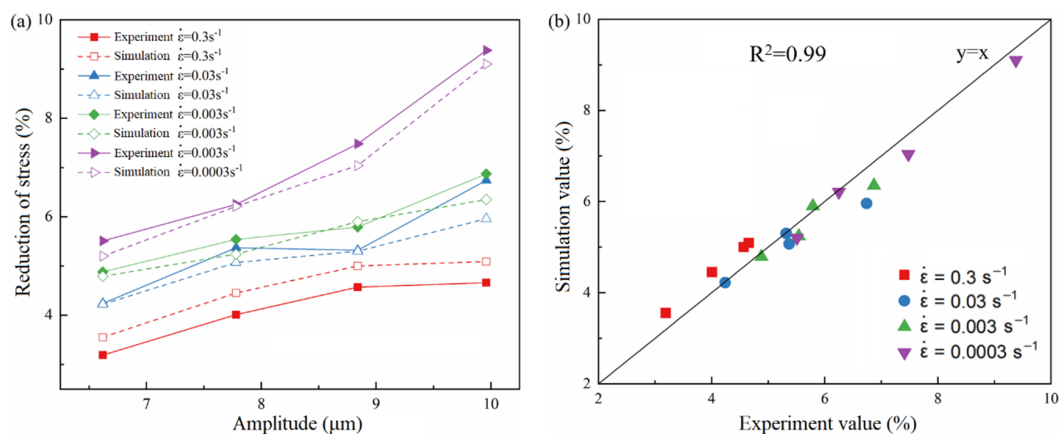 (a)
Experiment ε̇=0.3s⁻¹
Simulation ε̇=0.3s⁻¹
Experiment ε̇=0.03s⁻¹
Simulation ε̇=0.03s⁻¹
Experiment ε̇=0.003s⁻¹
Simulation ε̇=0.003s⁻¹
Experiment ε̇=0.003s⁻¹
Simulation ε̇=0.0003s⁻¹
Reduction of stress (%)
10
8
6
4
7
8
9
10
Amplitude (μm)
(b)
R²=0.99
y=x
Simulation value (%)
10
8
6
4
2
ε̇ = 0.3 s⁻¹
ε̇ = 0.03 s⁻¹
ε̇ = 0.003 s⁻¹
ε̇ = 0.0003 s⁻¹
2
4
6
8
10
Experiment value (%)